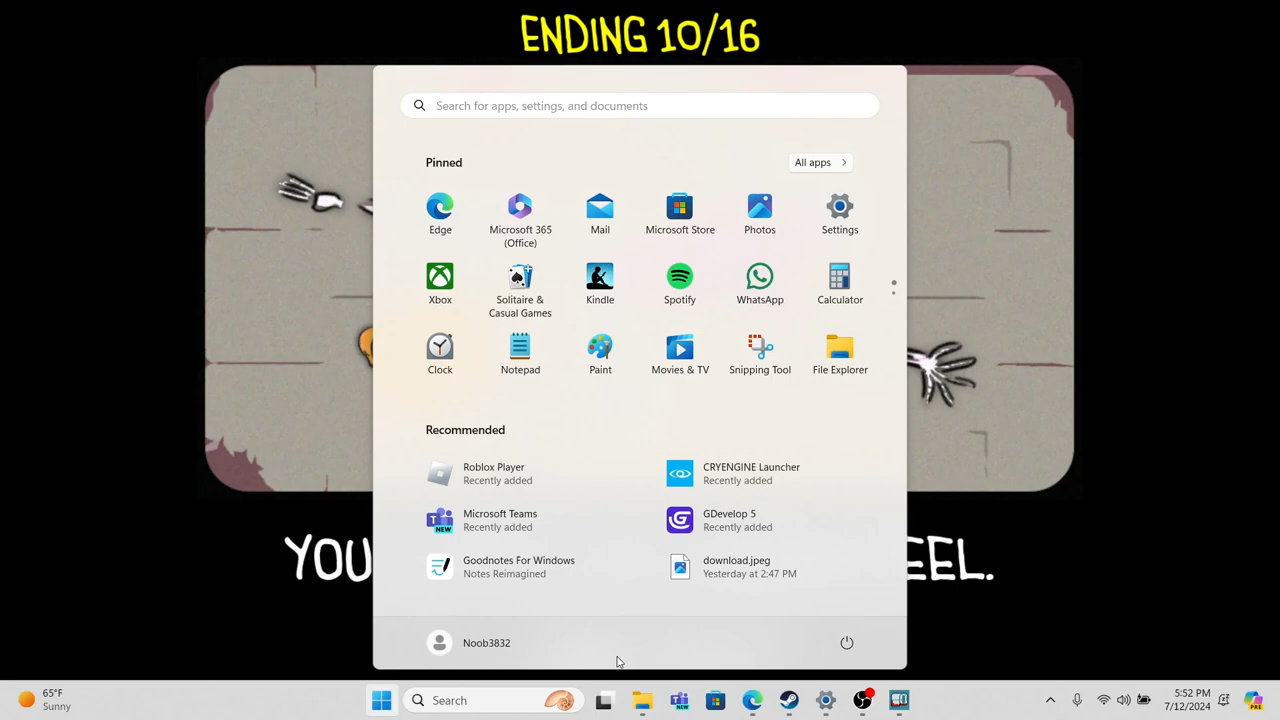 ENDING 10/16
Search for apps, settings, and documents
Pinned
All apps
Edge
Microsoft 365
(Office)
Mail
Microsoft Store
Photos
Settings
Xbox
Solitaire &
Casual Games
Kindle
Spotify
WhatsApp
Calculator
Clock
Notepad
Paint
Movies & TV
Snipping Tool
File Explorer
Recommended
Roblox Player
Recently added
CRYENGINE Launcher
Recently added
Microsoft Teams
Recently added
GDevelop 5
Recently added
Goodnotes For Windows
Notes Reimagined
download.jpeg
Yesterday at 2:47 PM
YOU
EEL.
Noob3832
65°F
Sunny
Search
NEW
PRE
5:52 PM
7/12/2024